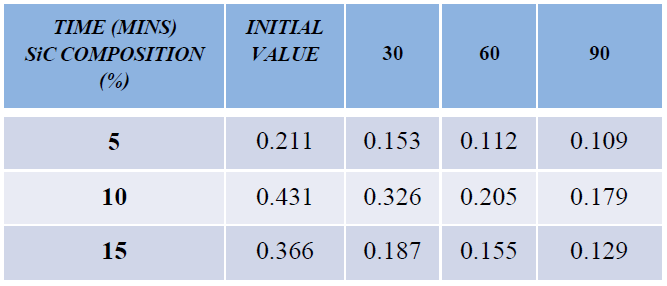 TIME (MINS) INITIAL
SiC COMPOSITION VALUE 30 60 90
(%)
5 0.211 0.153 0.112 0.109
10 0.431 0.326 0.205 0.179
15 0.366 0.187 0.155 0.129